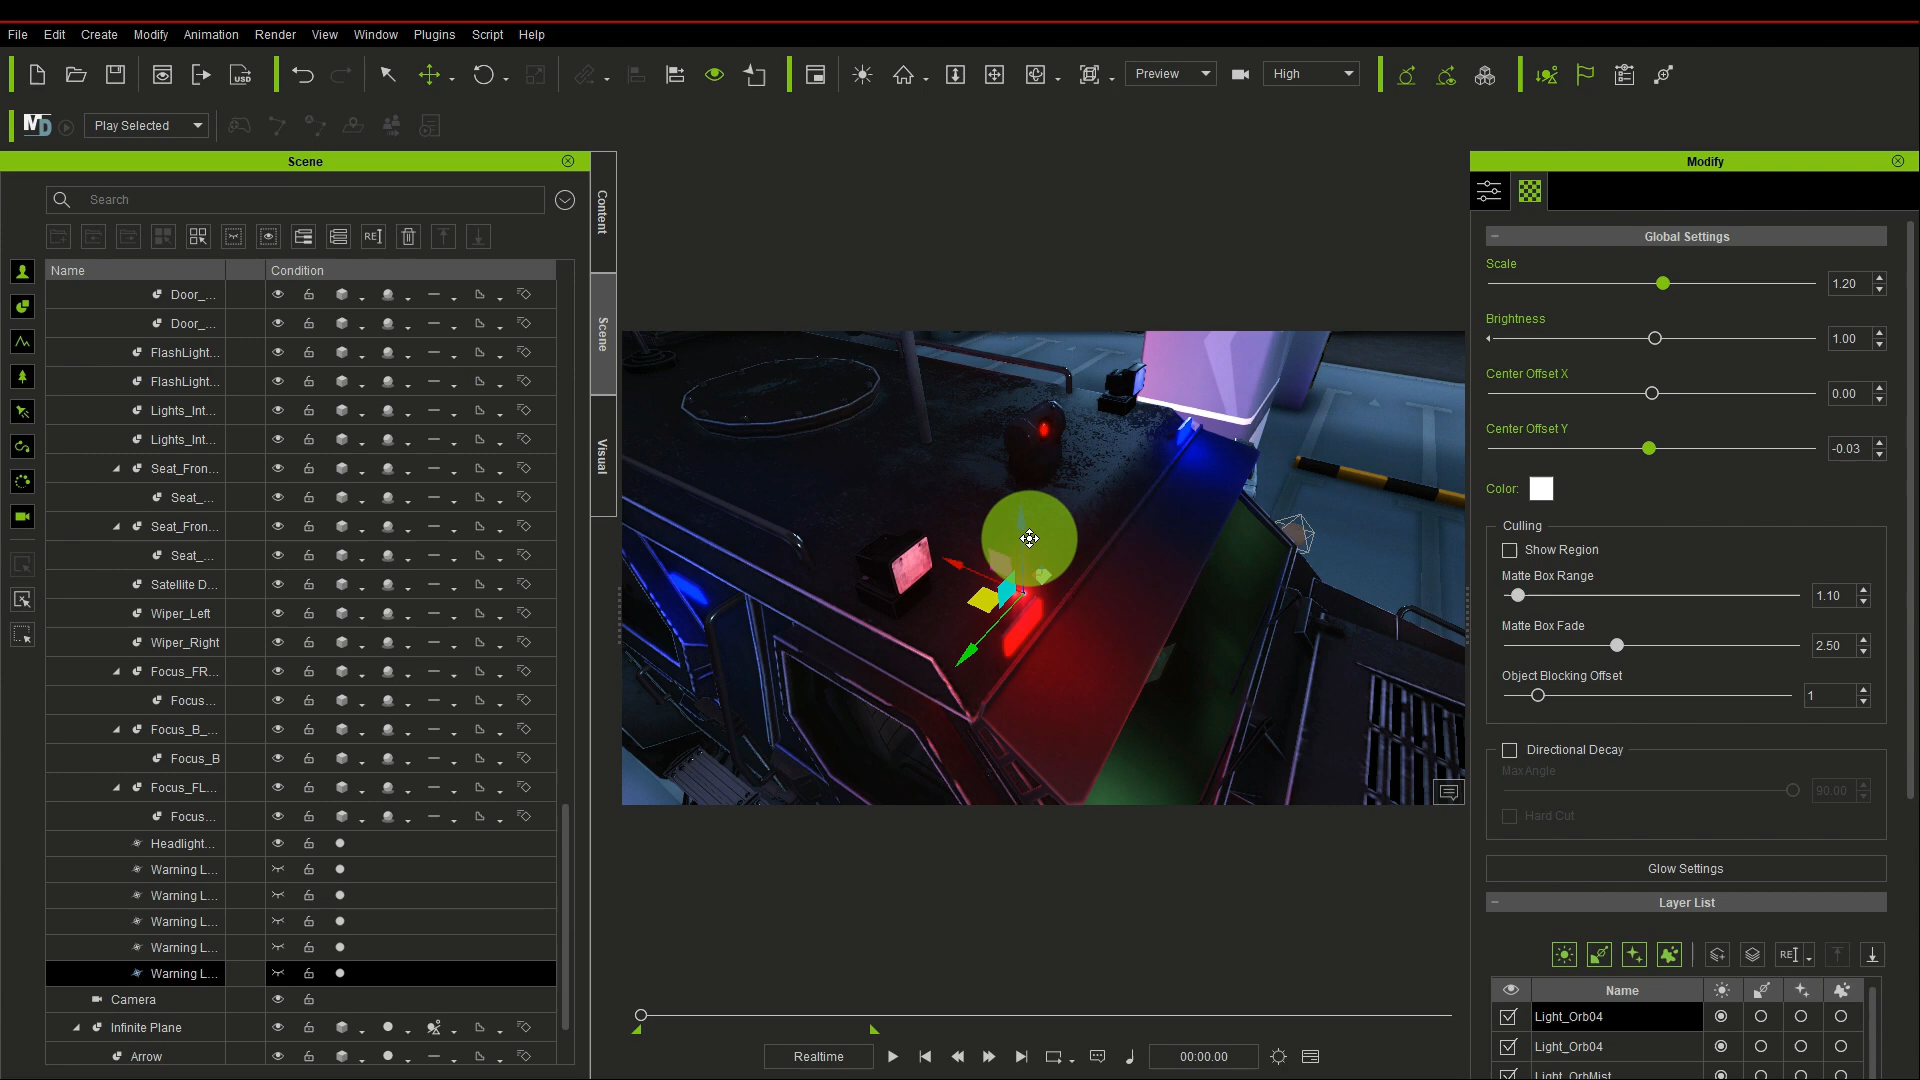 File Edit Create Modify Animation Render View Window Plugins Script Help
USD
Preview
High
MD
Play Selected
Scene
Content
Scene
Visual
Search
RE
Name Condition
Door_...
Door_...
FlashLight...
FlashLight...
Lights_Int...
Lights_Int...
Seat_Fron...
Seat_...
Seat_Fron...
Seat_...
Satellite D...
Wiper_Left
Wiper_Right
Focus_FR...
Focus...
Focus_B_...
Focus_B
Focus_FL...
Focus...
Headlight...
Warning L...
Warning L...
Warning L...
Warning L...
Warning L...
Camera
Infinite Plane
Arrow
Realtime
00:00.00
Modify
Global Settings
Scale
1.20
Brightness
1.00
Center Offset X
0.00
Center Offset Y
-0.03
Color:
Culling
Show Region
Matte Box Range
1.10
Matte Box Fade
2.50
Object Blocking Offset
1
Directional Decay
Max Angle
90.00
Hard Cut
Glow Settings
Layer List
RE
Name
Light_Orb04
Light_Orb04
Light_OrbMist